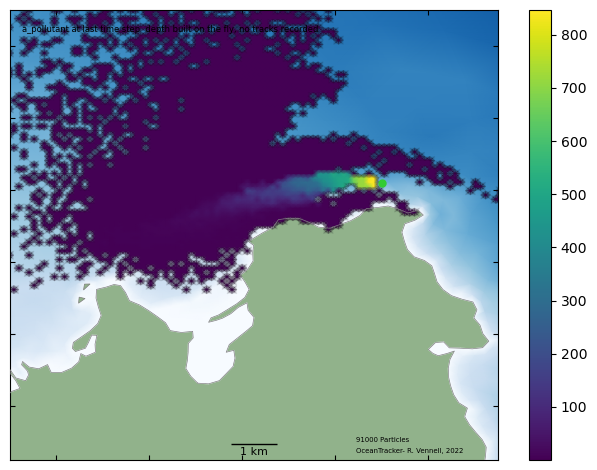 a_pollutant at last time step, depth built on the fly, no tracks recorded
800
700
600
500
400
300
200
100
91000 Particles
1 km
OceanTracker- R. Vennell, 2022